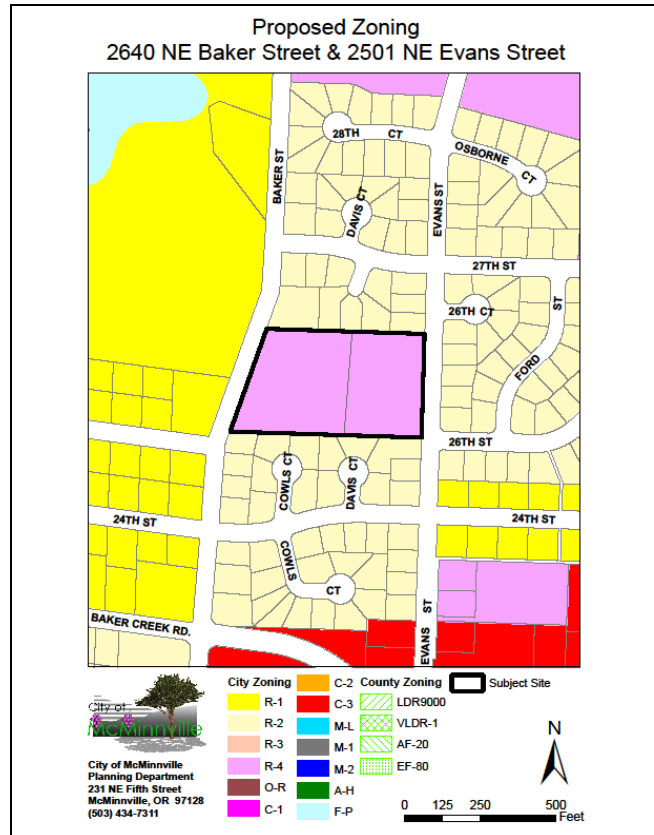 Proposed Zoning
2640 NE Baker Street & 2501 NE Evans Street
28TH CT
OSBORNE CT
BAKER ST
DAVIS CT
EVANS ST
27TH ST
26TH CT
FORD ST
26TH ST
COWLS CT
DAVIS CT
24TH ST
24TH ST
COWLS CT
BAKER CREEK RD.
EVANS ST
City of
McMinnville
City of McMinnville
Planning Department
231 NE Fifth Street
McMinnville, OR 97128
(503) 434-7311
City Zoning
R-1
R-2
R-3
R-4
O-R
C-1
C-2
C-3
M-L
M-1
M-2
A-H
F-P
County Zoning
LDR9000
VLDR-1
AF-20
EF-80
Subject Site
N
0 125 250 500
Feet